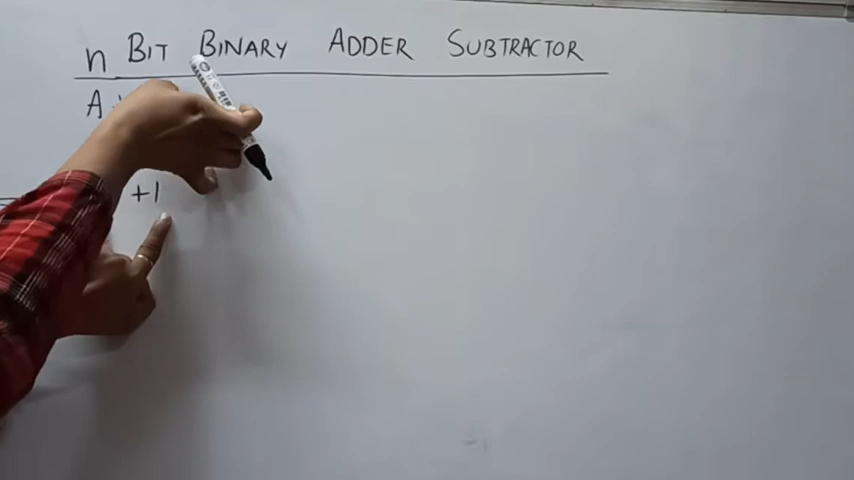 n BIT BINARY ADDER SUBTRACTOR
A
+1